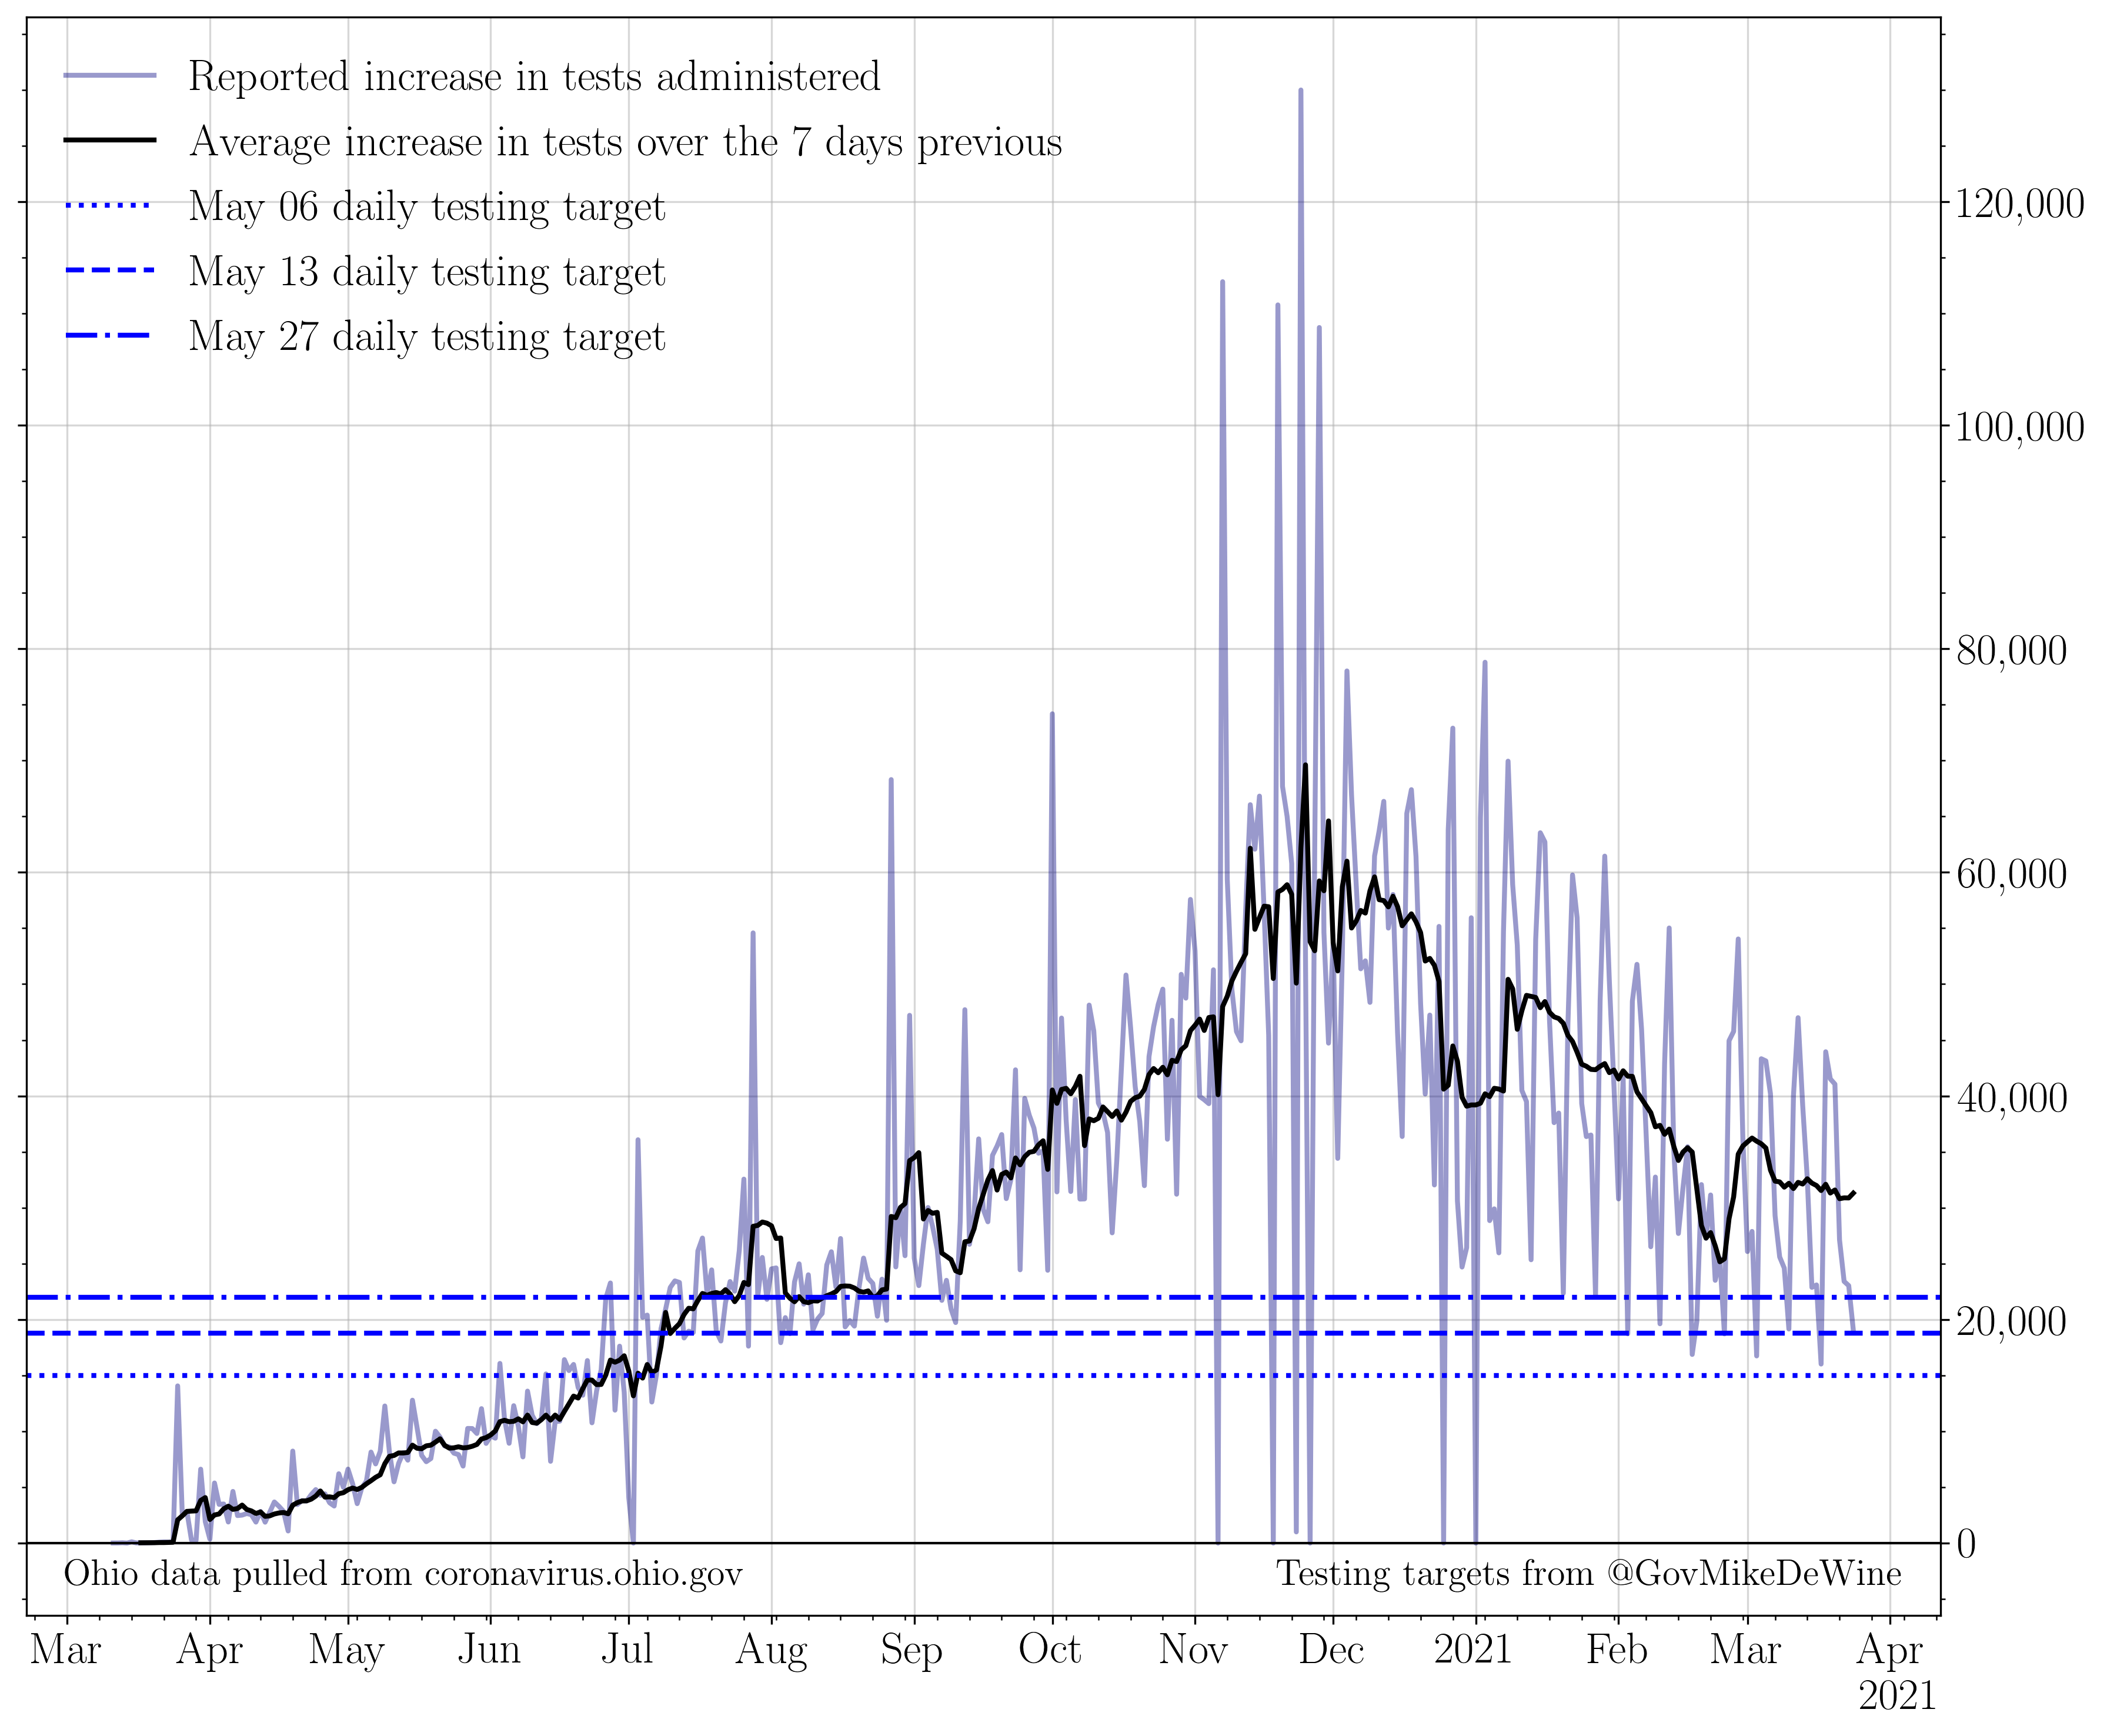 Reported increase in tests administered
Average increase in tests over the 7 days previous
May 06 daily testing target
May 13 daily testing target
May 27 daily testing target
120,000
100,000
80,000
60,000
40,000
20,000
0
Ohio data pulled from coronavirus.ohio.gov
Testing targets from @GovMikeDeWine
Mar Apr May Jun Jul Aug Sep Oct Nov Dec 2021 Feb Mar Apr
2021